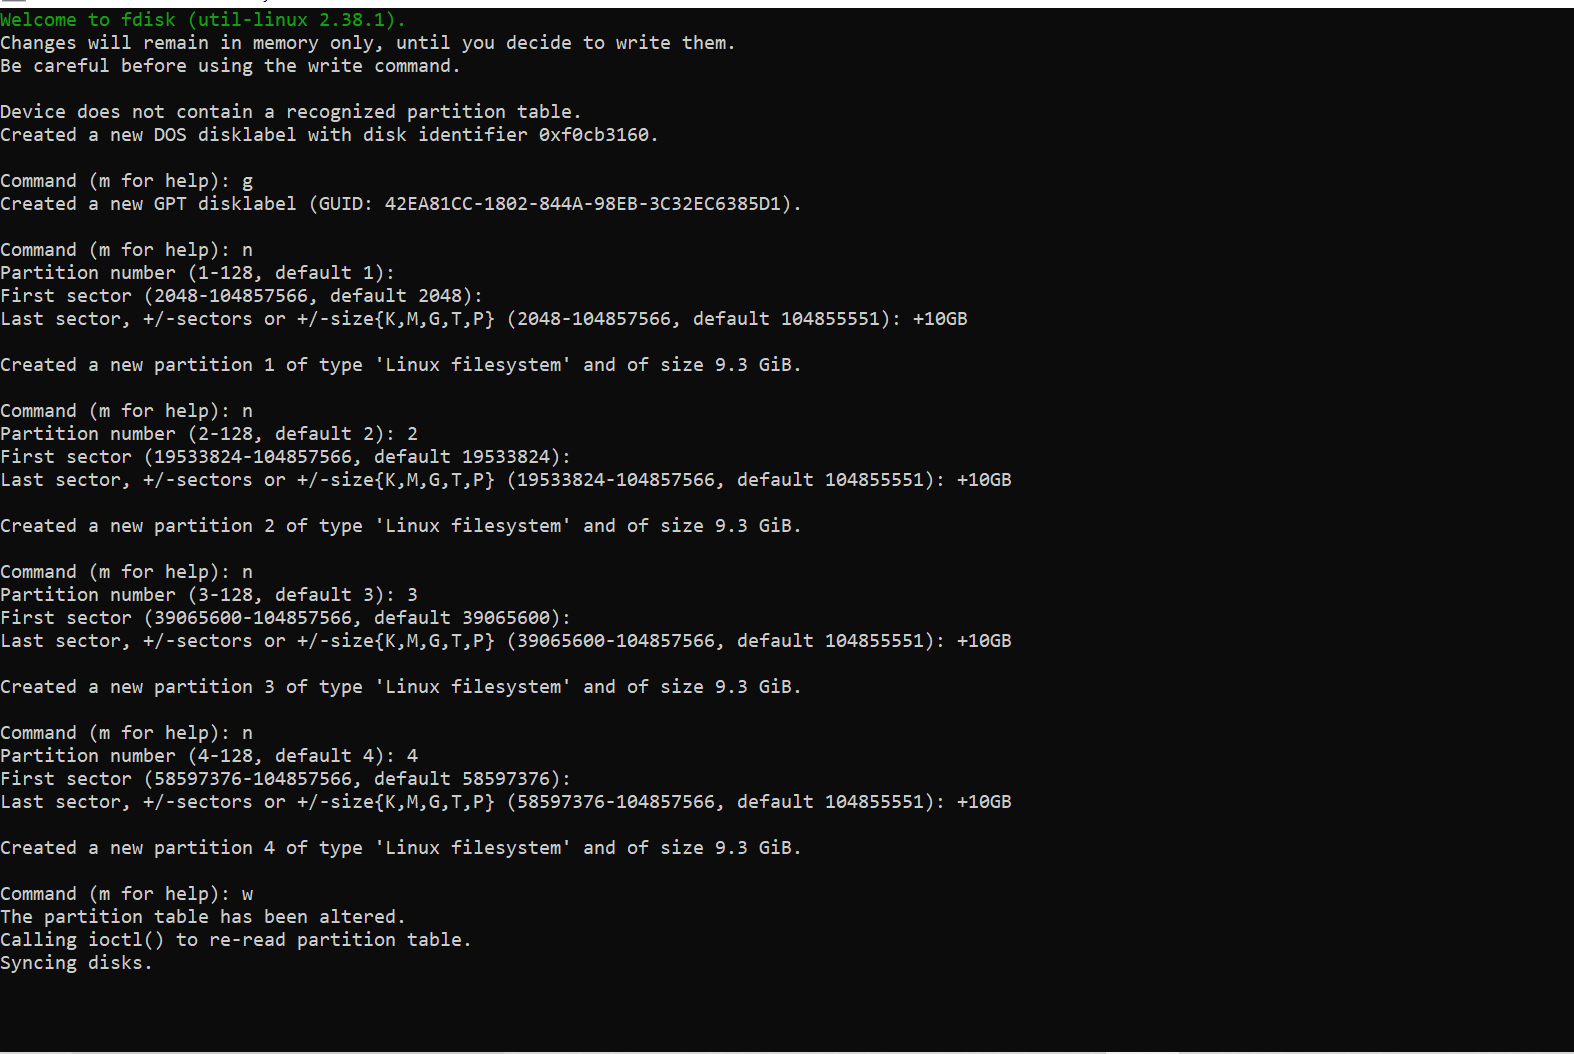 Welcome to fdisk (util-linux 2.38.1).
Changes will remain in memory only, until you decide to write them.
Be careful before using the write command.
Device does not contain a recognized partition table.
Created a new DOS disklabel with disk identifier 0xf0cb3160.
Command (m for help): g
Created a new GPT disklabel (GUID: 42EA81CC-1802-844A-98EB-3C32EC6385D1).
Command (m for help): n
Partition number (1-128, default 1):
First sector (2048-104857566, default 2048):
Last sector, +/-sectors or +/-size{K,M,G,T,P} (2048-104857566, default 104855551): +10GB
Created a new partition 1 of type 'Linux filesystem' and of size 9.3 GiB.
Command (m for help): n
Partition number (2-128, default 2): 2
First sector (19533824-104857566, default 19533824):
Last sector, +/-sectors or +/-size{K,M,G,T,P} (19533824-104857566, default 104855551): +10GB
Created a new partition 2 of type 'Linux filesystem' and of size 9.3 GiB.
Command (m for help): n
Partition number (3-128, default 3): 3
First sector (39065600-104857566, default 39065600):
Last sector, +/-sectors or +/-size{K,M,G,T,P} (39065600-104857566, default 104855551): +10GB
Created a new partition 3 of type 'Linux filesystem' and of size 9.3 GiB.
Command (m for help): n
Partition number (4-128, default 4): 4
First sector (58597376-104857566, default 58597376):
Last sector, +/-sectors or +/-size{K,M,G,T,P} (58597376-104857566, default 104855551): +10GB
Created a new partition 4 of type 'Linux filesystem' and of size 9.3 GiB.
Command (m for help): w
The partition table has been altered.
Calling ioctl() to re-read partition table.
Syncing disks.